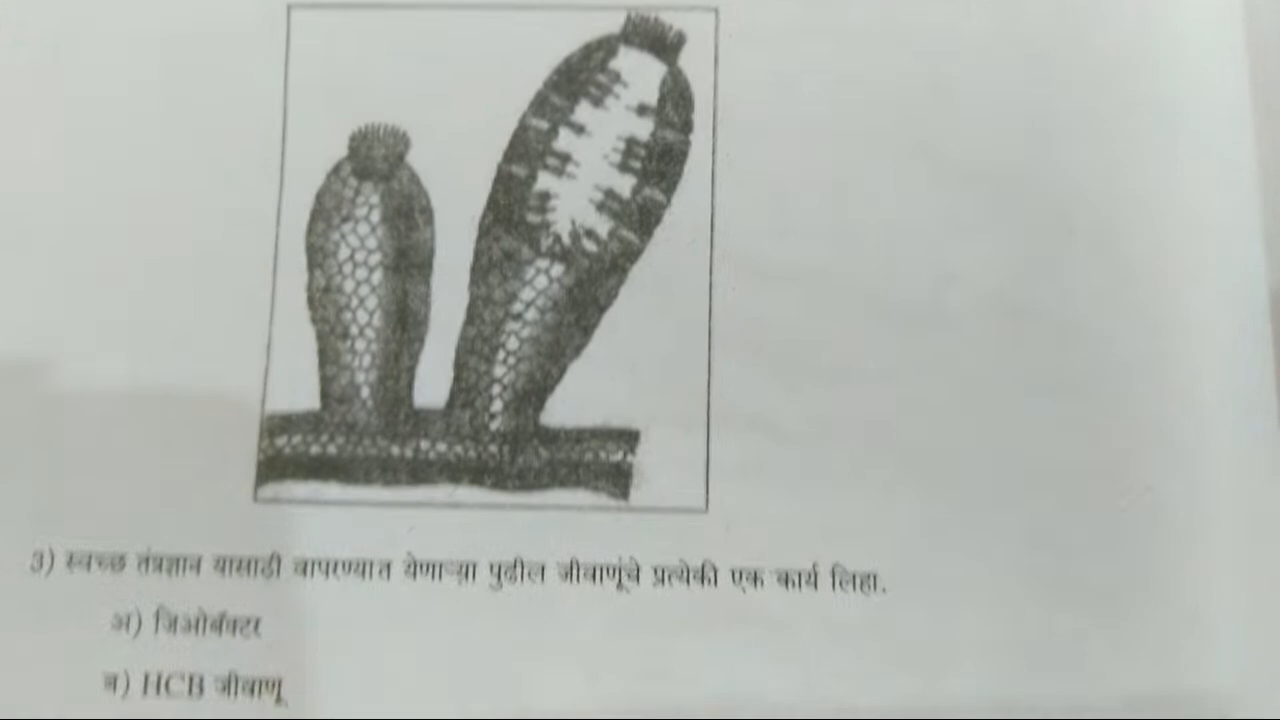 3) स्वच्छ तंत्रज्ञान यासाठी वापरण्यात येणाऱ्या पुढील जीवाणूंचे प्रत्येकी एक कार्य लिहा.
अ) जिओबॅक्टर
ब) HCB जीवाणू